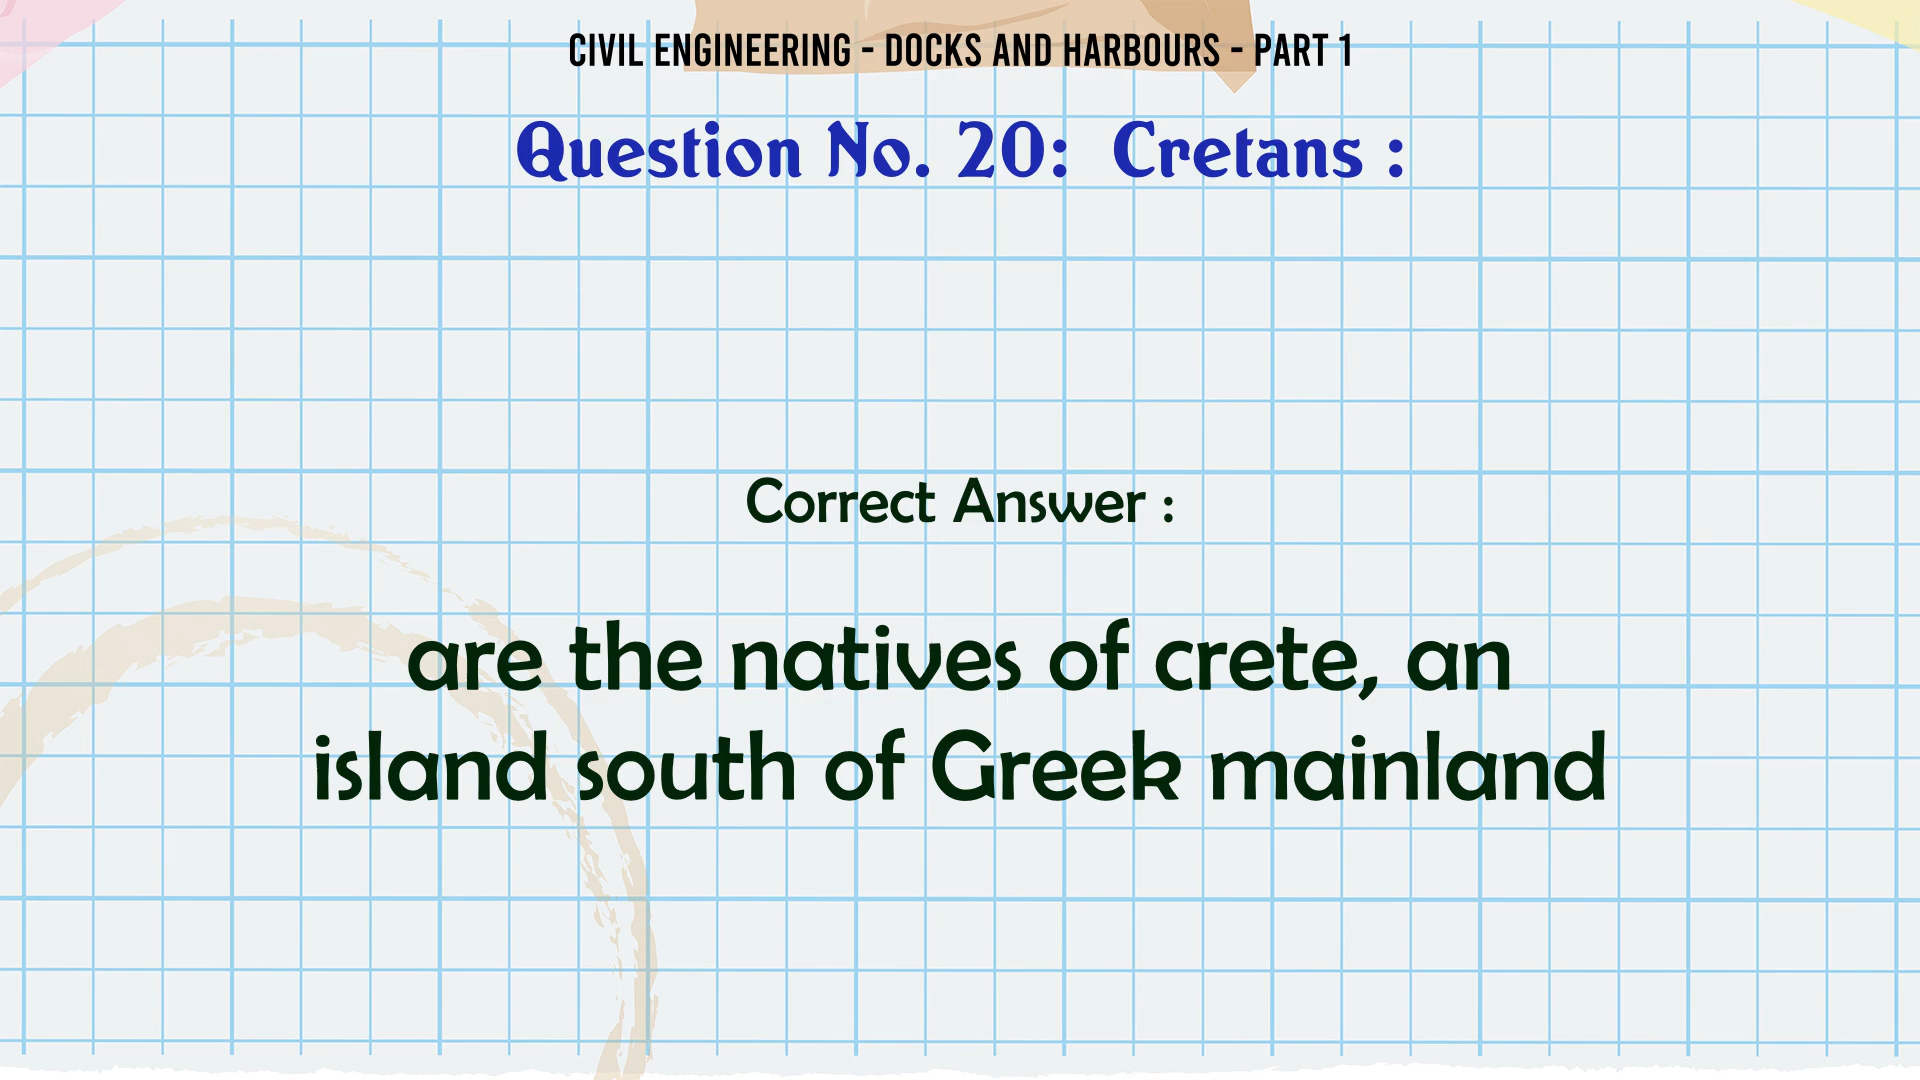 CIVIL ENGINEERING - DOCKS AND HARBOURS - PART 1
Question No. 20: Cretans :
Correct Answer :
are the natives of crete, an
island south of Greek mainland